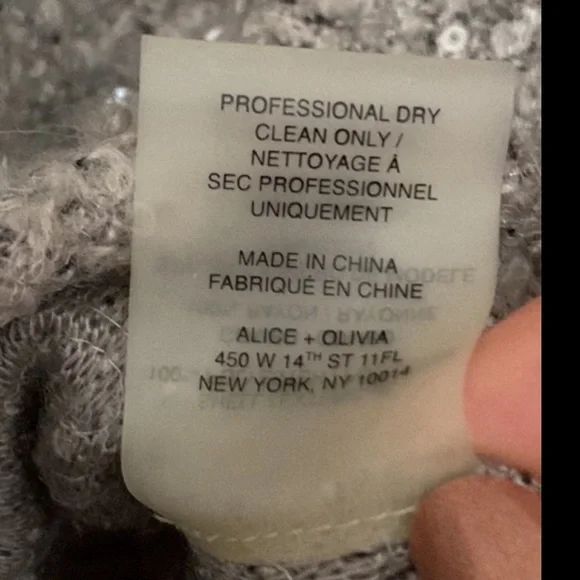 PROFESSIONAL DRY
CLEAN ONLY /
NETTOYAGE À
SEC PROFESSIONNEL
UNIQUEMENT
MADE IN CHINA
FABRIQUÉ EN CHINE
ALICE + OLIVIA
450 W 14TH ST 11FL
NEW YORK, NY 10014